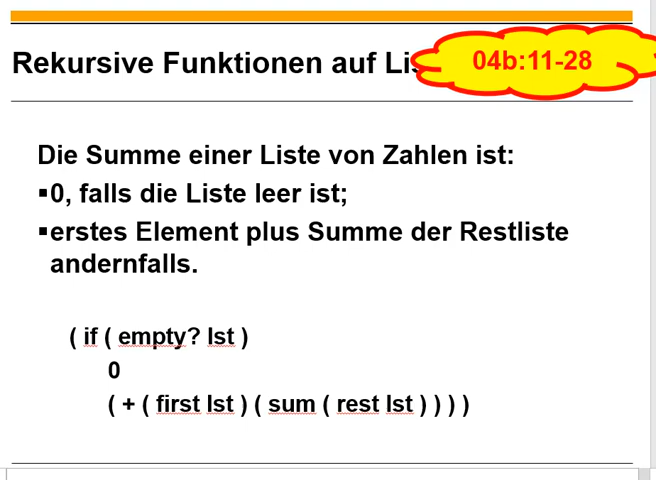 Rekursive Funktionen auf
04b:11-28
Die Summe einer Liste von Zahlen ist:
▪0, falls die Liste leer ist;
▪erstes Element plus Summe der Restliste
andernfalls.
( if ( empty? lst )
0
( + ( first lst ) ( sum ( rest lst ) ) ) )